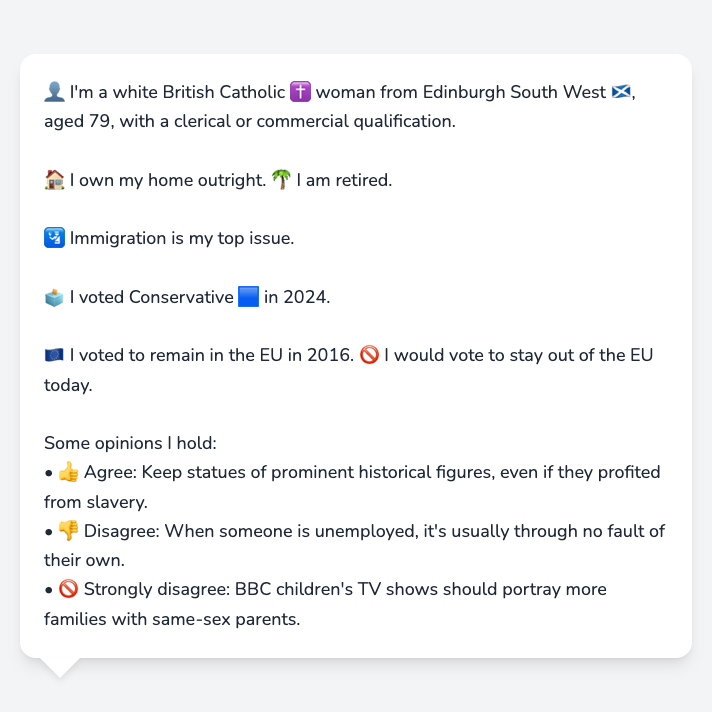 👤 I'm a white British Catholic ✝️ woman from Edinburgh South West 🏴󠁧󠁢󠁳󠁣󠁴󠁿,
aged 79, with a clerical or commercial qualification.
🏠 I own my home outright. 🌴 I am retired.
🛂 Immigration is my top issue.
🗳️ I voted Conservative 🟦 in 2024.
🇪🇺 I voted to remain in the EU in 2016. 🚫 I would vote to stay out of the EU
today.
Some opinions I hold:
• 👍 Agree: Keep statues of prominent historical figures, even if they profited
from slavery.
• 👎 Disagree: When someone is unemployed, it's usually through no fault of
their own.
• 🚫 Strongly disagree: BBC children's TV shows should portray more
families with same-sex parents.